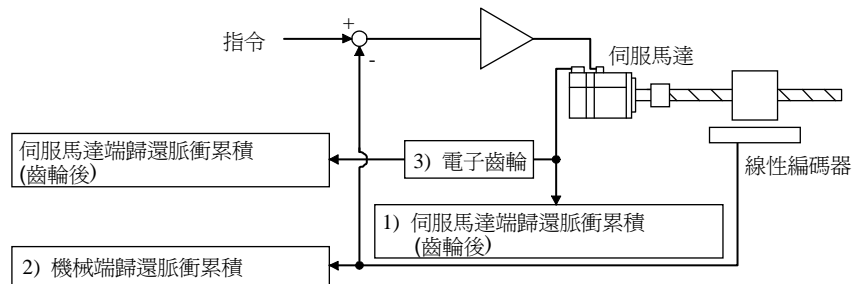 +
指令
-
伺服馬達
伺服馬達端歸還脈衝累積
(齒輪後)
3) 電子齒輪
線性編碼器
1) 伺服馬達端歸還脈衝累積
(齒輪後)
2) 機械端歸還脈衝累積